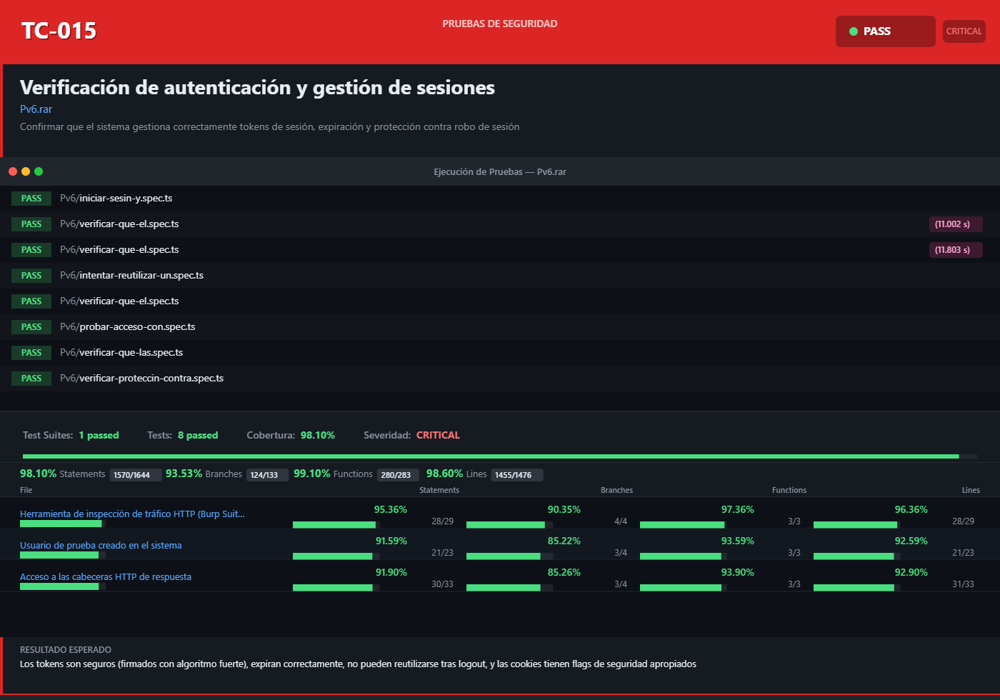 TC-015
PRUEBAS DE SEGURIDAD
PASS
CRITICAL
Verificación de autenticación y gestión de sesiones
Pv6.rar
Confirmar que el sistema gestiona correctamente tokens de sesión, expiración y protección contra robo de sesión
Ejecución de Pruebas — Pv6.rar
PASS Pv6/iniciar-sesin-y.spec.ts
PASS Pv6/verificar-que-el.spec.ts (11.002 s)
PASS Pv6/verificar-que-el.spec.ts (11.803 s)
PASS Pv6/intentar-reutilizar-un.spec.ts
PASS Pv6/verificar-que-el.spec.ts
PASS Pv6/probar-acceso-con.spec.ts
PASS Pv6/verificar-que-las.spec.ts
PASS Pv6/verificar-proteccin-contra.spec.ts
Test Suites: 1 passed Tests: 8 passed Cobertura: 98.10% Severidad: CRITICAL
98.10% Statements 1570/1644 93.53% Branches 124/133 99.10% Functions 280/283 98.60% Lines 1455/1476
File Statements Branches Functions Lines
Herramienta de inspección de tráfico HTTP (Burp Suit... 95.36% 28/29 90.35% 4/4 97.36% 3/3 96.36% 28/29
Usuario de prueba creado en el sistema 91.59% 21/23 85.22% 3/4 93.59% 3/3 92.59% 21/23
Acceso a las cabeceras HTTP de respuesta 91.90% 30/33 85.26% 3/4 93.90% 3/3 92.90% 31/33
RESULTADO ESPERADO
Los tokens son seguros (firmados con algoritmo fuerte), expiran correctamente, no pueden reutilizarse tras logout, y las cookies tienen flags de seguridad apropiados